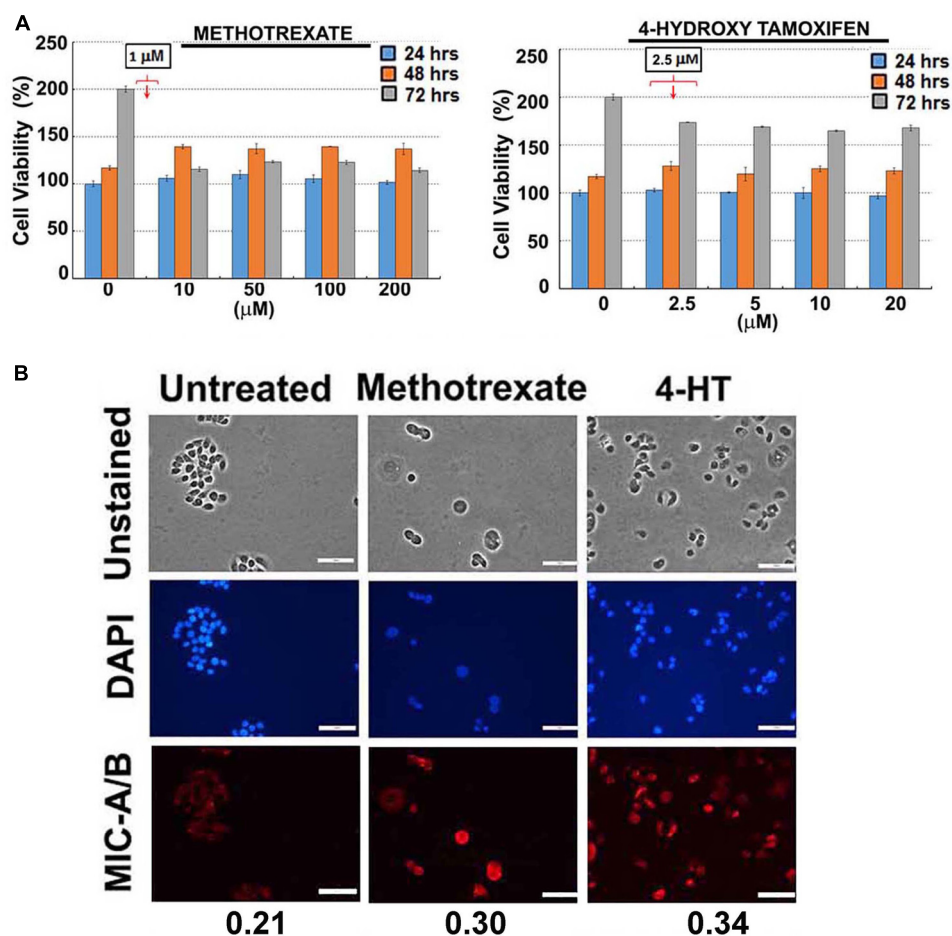 A
METHOTREXATE
1 μM
24 hrs
48 hrs
72 hrs
Cell Viability (%)
250
200
150
100
50
0
0 10 50 100 200
(μM)
4-HYDROXY TAMOXIFEN
2.5 μM
24 hrs
48 hrs
72 hrs
Cell Viability (%)
250
200
150
100
50
0
0 2.5 5 10 20
(μM)
B
Untreated Methotrexate 4-HT
Unstained
DAPI
MIC-A/B
0.21 0.30 0.34